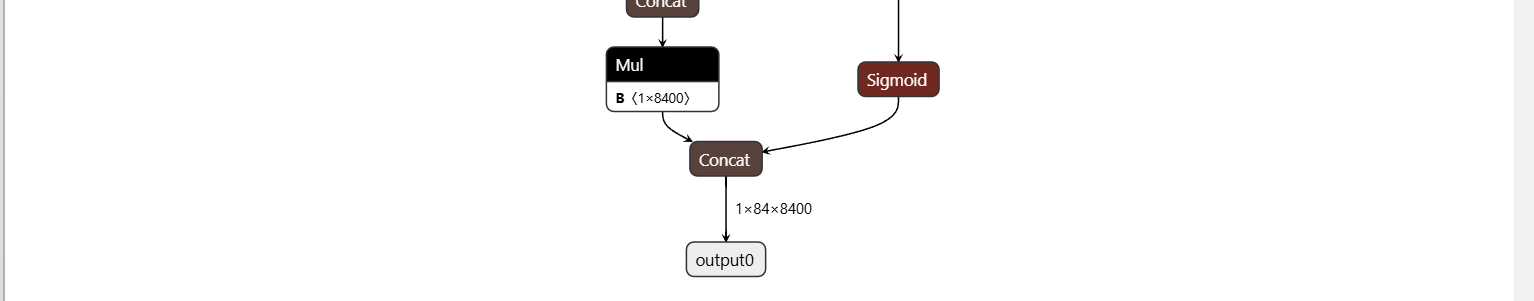 Concat
Mul
B 〈1×8400〉
Sigmoid
Concat
1×84×8400
output0